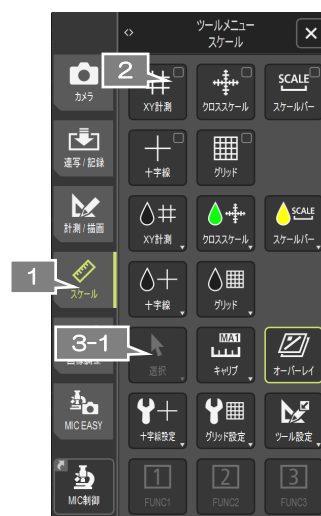 ツールメニュー
スケール
カメラ
連写/記録
計測/描画
スケール
MIC EASY
MIC制御
1
2
3-1
XY計測
クロススケール
SCALE
スケールバー
十字線
グリッド
XY計測
クロススケール
SCALE
スケールバー
十字線
グリッド
選択
MA1
キャリブ
オーバーレイ
十字線設定
グリッド設定
ツール設定
1
FUNC1
2
FUNC2
3
FUNC3